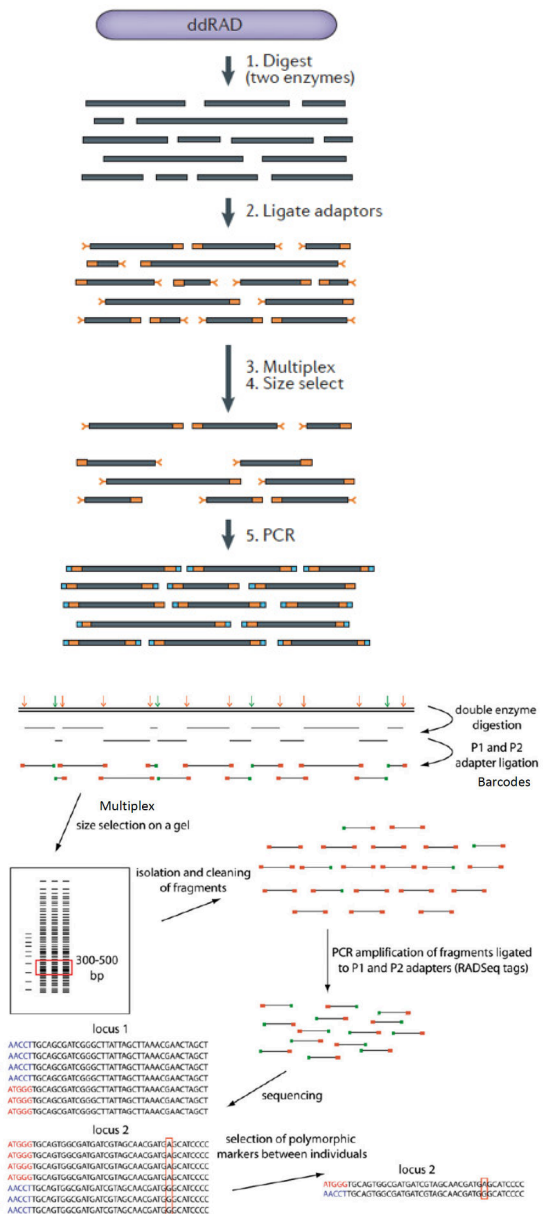 ddRAD
1. Digest
(two enzymes)
2. Ligate adaptors
3. Multiplex
4. Size select
5. PCR
double enzyme
digestion
P1 and P2
adapter ligation
Barcodes
Multiplex
size selection on a gel
isolation and cleaning
of fragments
300-500
bp
PCR amplification of fragments ligated
to P1 and P2 adapters (RADSeq tags)
locus 1
AACCTTGCAGCGATCGGGCTTATTAGCTTAAACGAACTAGCT
AACCTTGCAGCGATCGGGCTTATTAGCTTAAACGAACTAGCT
AACCTTGCAGCGATCGGGCTTATTAGCTTAAACGAACTAGCT
AACCTTGCAGCGATCGGGCTTATTAGCTTAAACGAACTAGCT
ATGGGTGCAGCGATCGGGCTTATTAGCTTAAACGAACTAGCT
ATGGGTGCAGCGATCGGGCTTATTAGCTTAAACGAACTAGCT
ATGGGTGCAGCGATCGGGCTTATTAGCTTAAACGAACTAGCT
sequencing
locus 2
ATGGGTGCAGTGGCGATGATCGTAGCAACGATGAGCATCCCC
ATGGGTGCAGTGGCGATGATCGTAGCAACGATGAGCATCCCC
ATGGGTGCAGTGGCGATGATCGTAGCAACGATGAGCATCCCC
ATGGGTGCAGTGGCGATGATCGTAGCAACGATGAGCATCCCC
AACCTTGCAGTGGCGATGATCGTAGCAACGATGGGCATCCCC
AACCTTGCAGTGGCGATGATCGTAGCAACGATGGGCATCCCC
AACCTTGCAGTGGCGATGATCGTAGCAACGATGGGCATCCCC
selection of polymorphic
markers between individuals
locus 2
ATGGGTGCAGTGGCGATGATCGTAGCAACGATGAGCATCCCC
AACCTTGCAGTGGCGATGATCGTAGCAACGATGGGCATCCCC